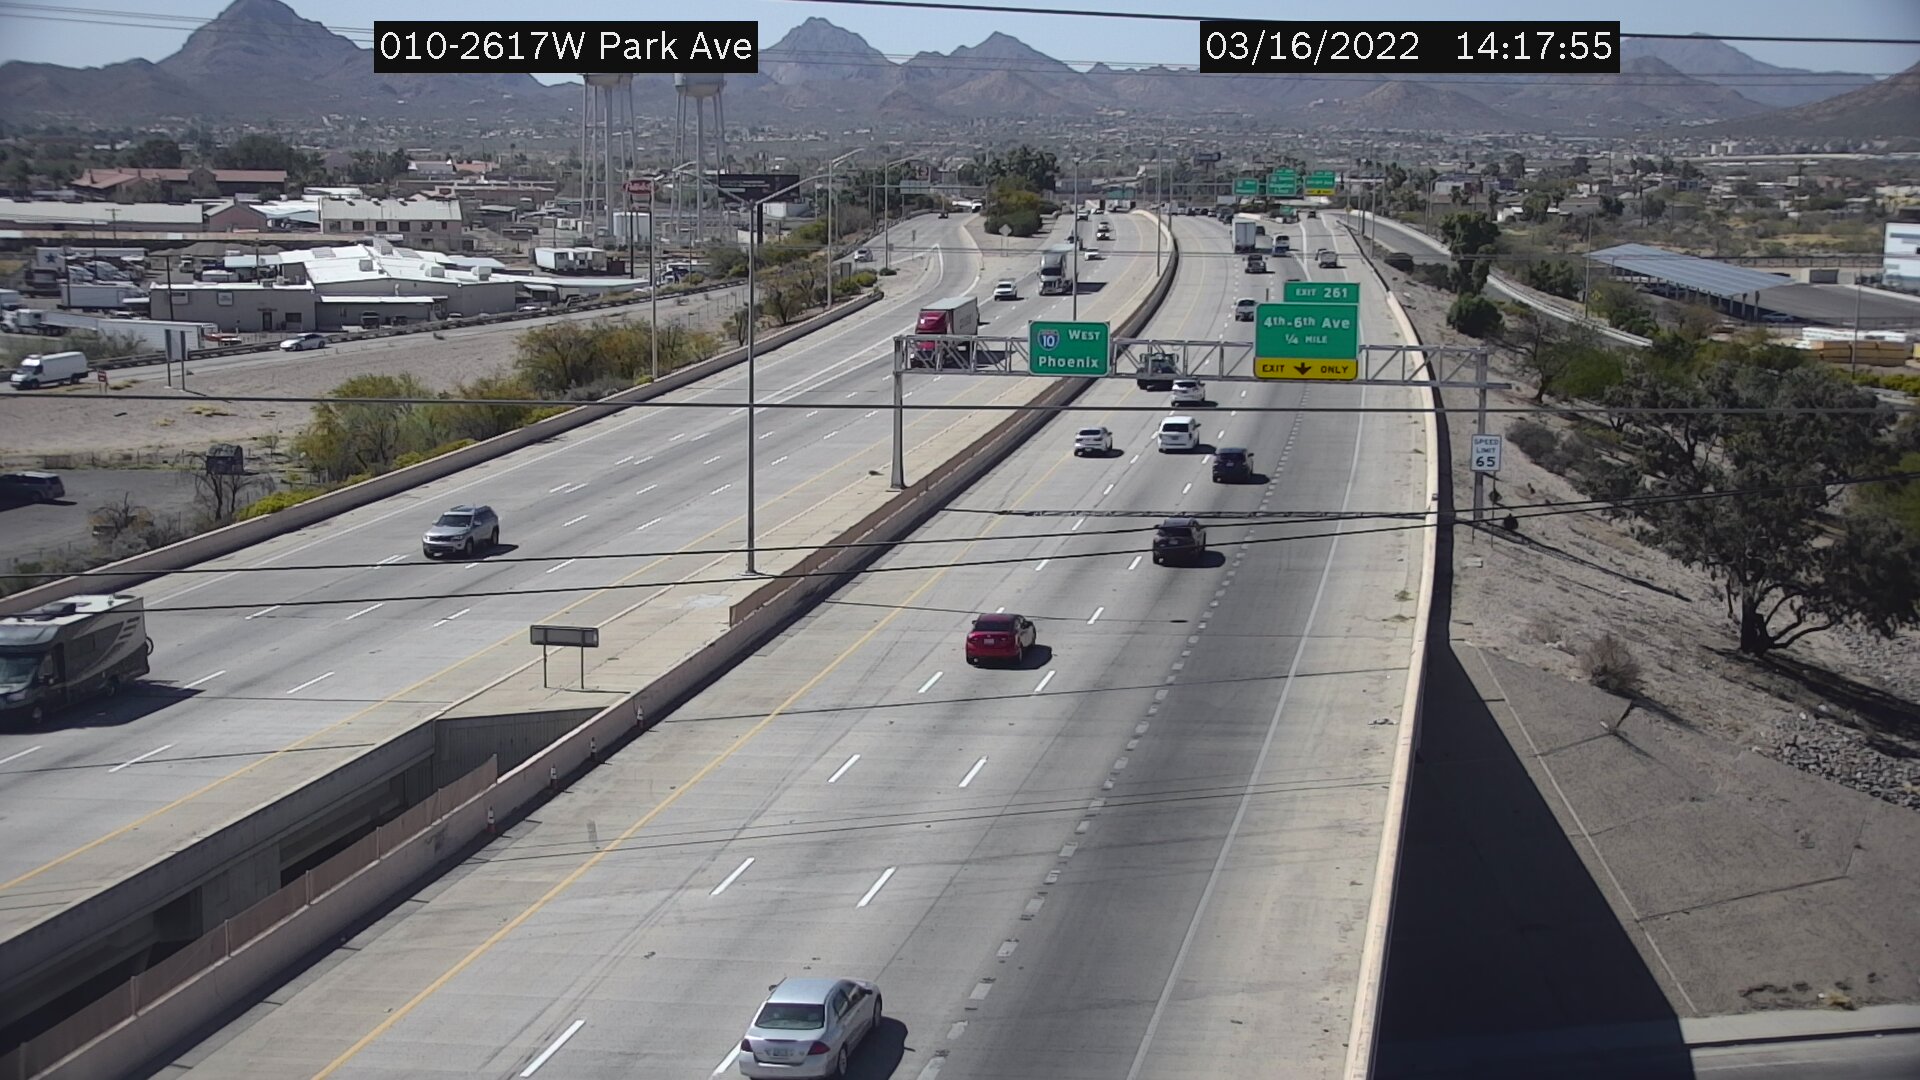 010-2617W Park Ave
03/16/2022 14:17:55
EXIT 261
4th-6th Ave
1/4 MILE
EXIT ONLY
10 WEST
Phoenix
SPEED
LIMIT
65